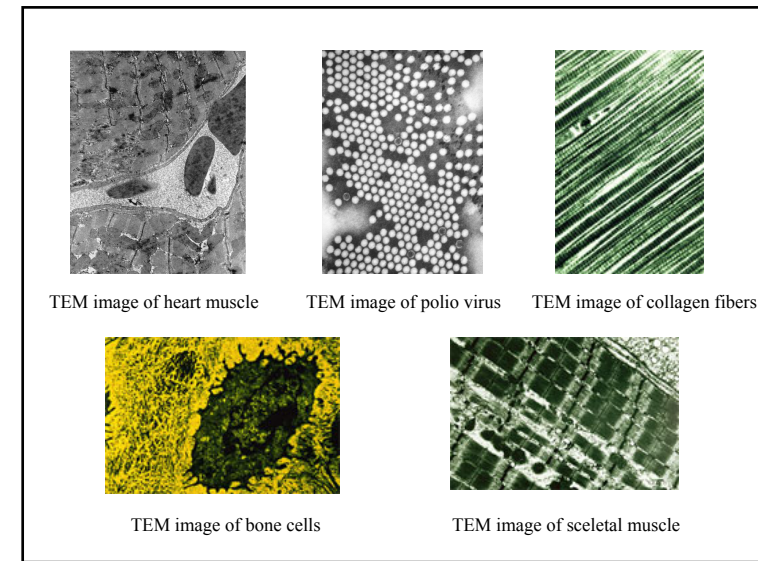 TEM image of heart muscle
TEM image of polio virus
TEM image of collagen fibers
TEM image of bone cells
TEM image of sceletal muscle